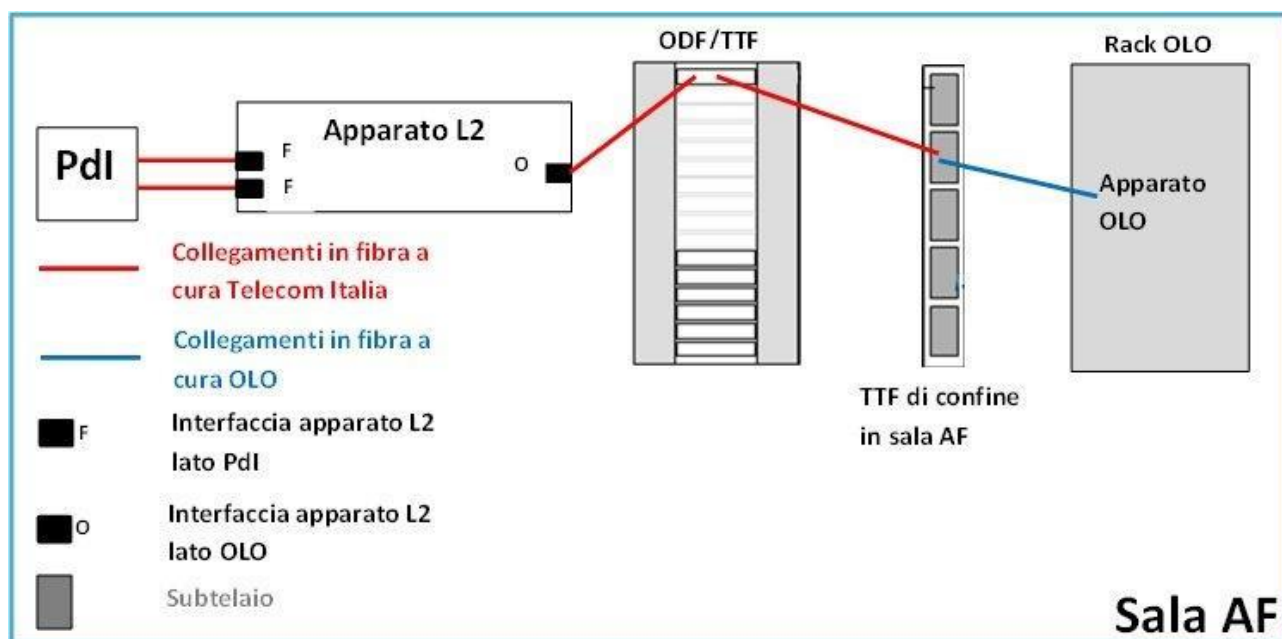 ODF/TTF
Rack OLO
PdI
Apparato L2
F
F
O
Apparato
OLO
Collegamenti in fibra a
cura Telecom Italia
Collegamenti in fibra a
cura OLO
F
Interfaccia apparato L2
lato PdI
O
Interfaccia apparato L2
lato OLO
Subtelaio
TTF di confine
in sala AF
Sala AF